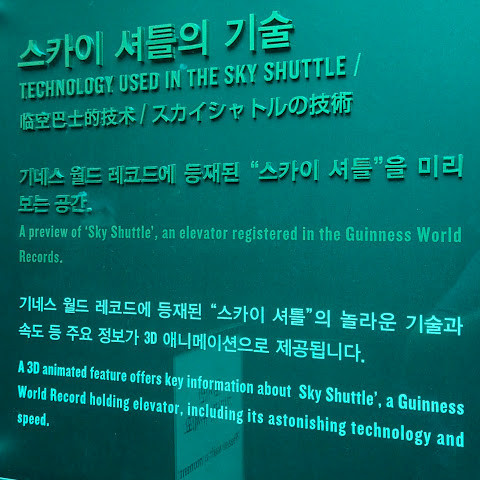 스카이 셔틀의 기술
TECHNOLOGY USED IN THE SKY SHUTTLE /
临空巴士的技术 / スカイシャトルの技術
기네스 월드 레코드에 등재된 “스카이 셔틀”을 미리
보는 공간.
A preview of ‘Sky Shuttle’, an elevator registered in the Guinness World
Records.
기네스 월드 레코드에 등재된 “스카이 셔틀”의 놀라운 기술과
속도 등 주요 정보가 3D 애니메이션으로 제공됩니다.
A 3D animated feature offers key information about Sky Shuttle’, a Guinness
World Record holding elevator, including its astonishing technology and
speed.